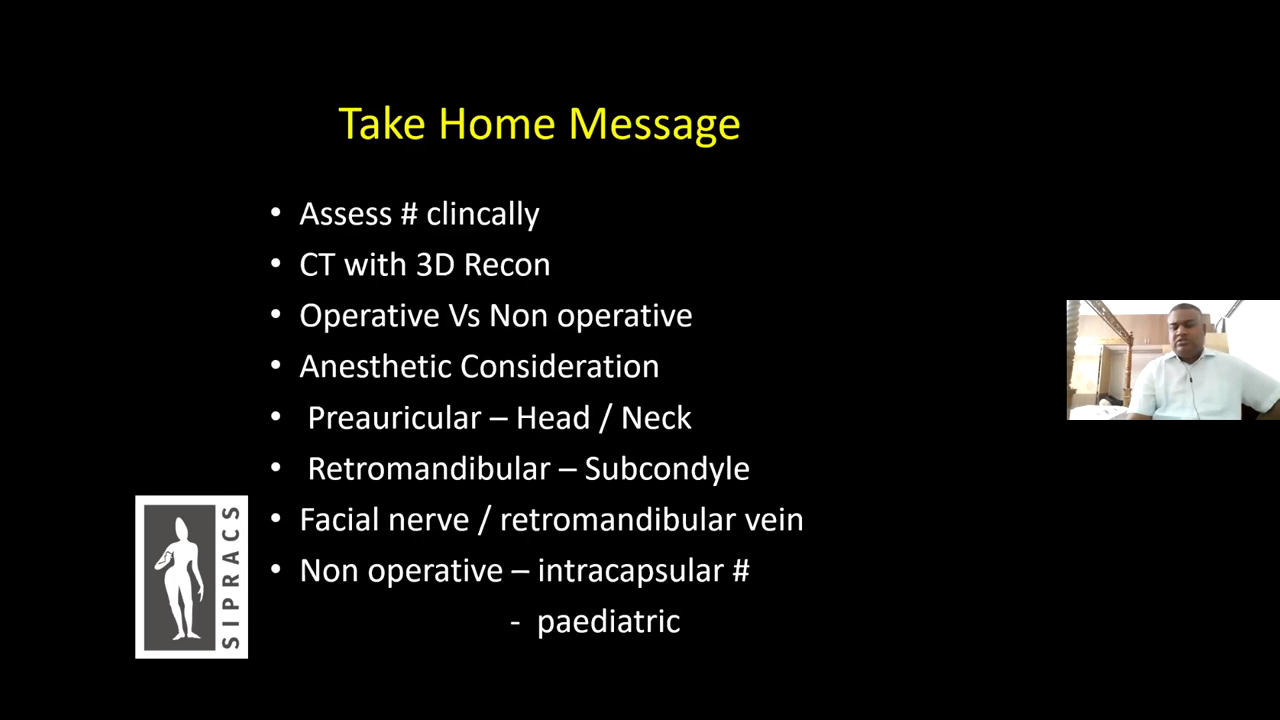 Take Home Message
• Assess # clincally
• CT with 3D Recon
• Operative Vs Non operative
• Anesthetic Consideration
• Preauricular – Head / Neck
• Retromandibular – Subcondyle
• Facial nerve / retromandibular vein
• Non operative – intracapsular #
- paediatric
SIPRACS